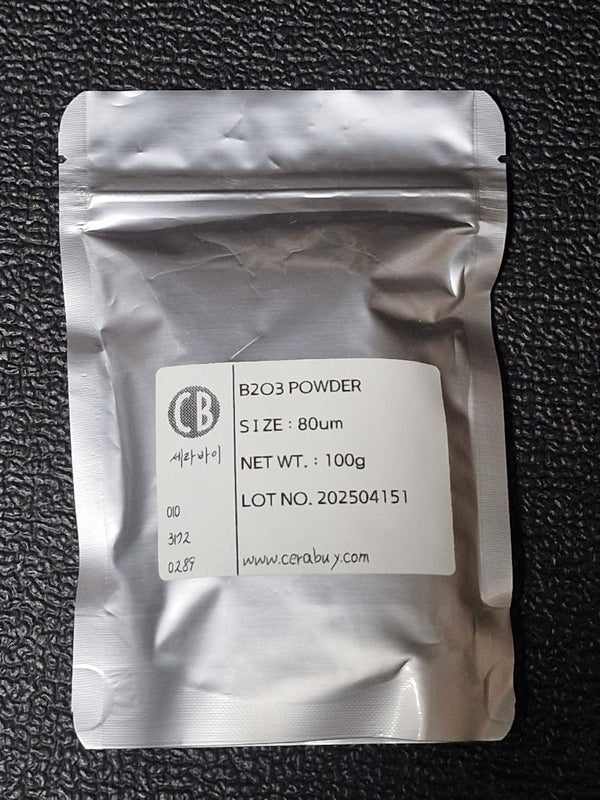 CB
세라바이
010
3172
0289
B2O3 POWDER
SIZE : 80um
NET WT. : 100g
LOT NO. 202504151
www.cerabuy.com